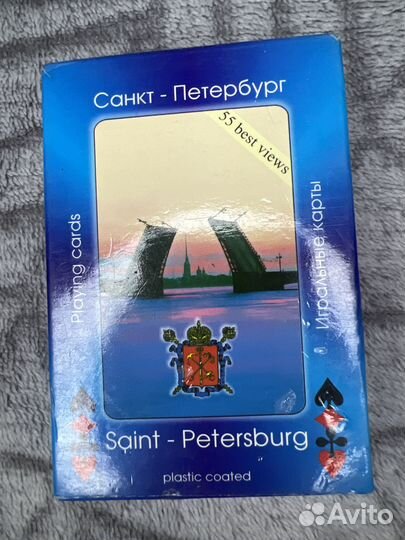 Санкт - Петербург
55 best views
Playing cards
Игральные карты
Saint - Petersburg
plastic coated
Avito